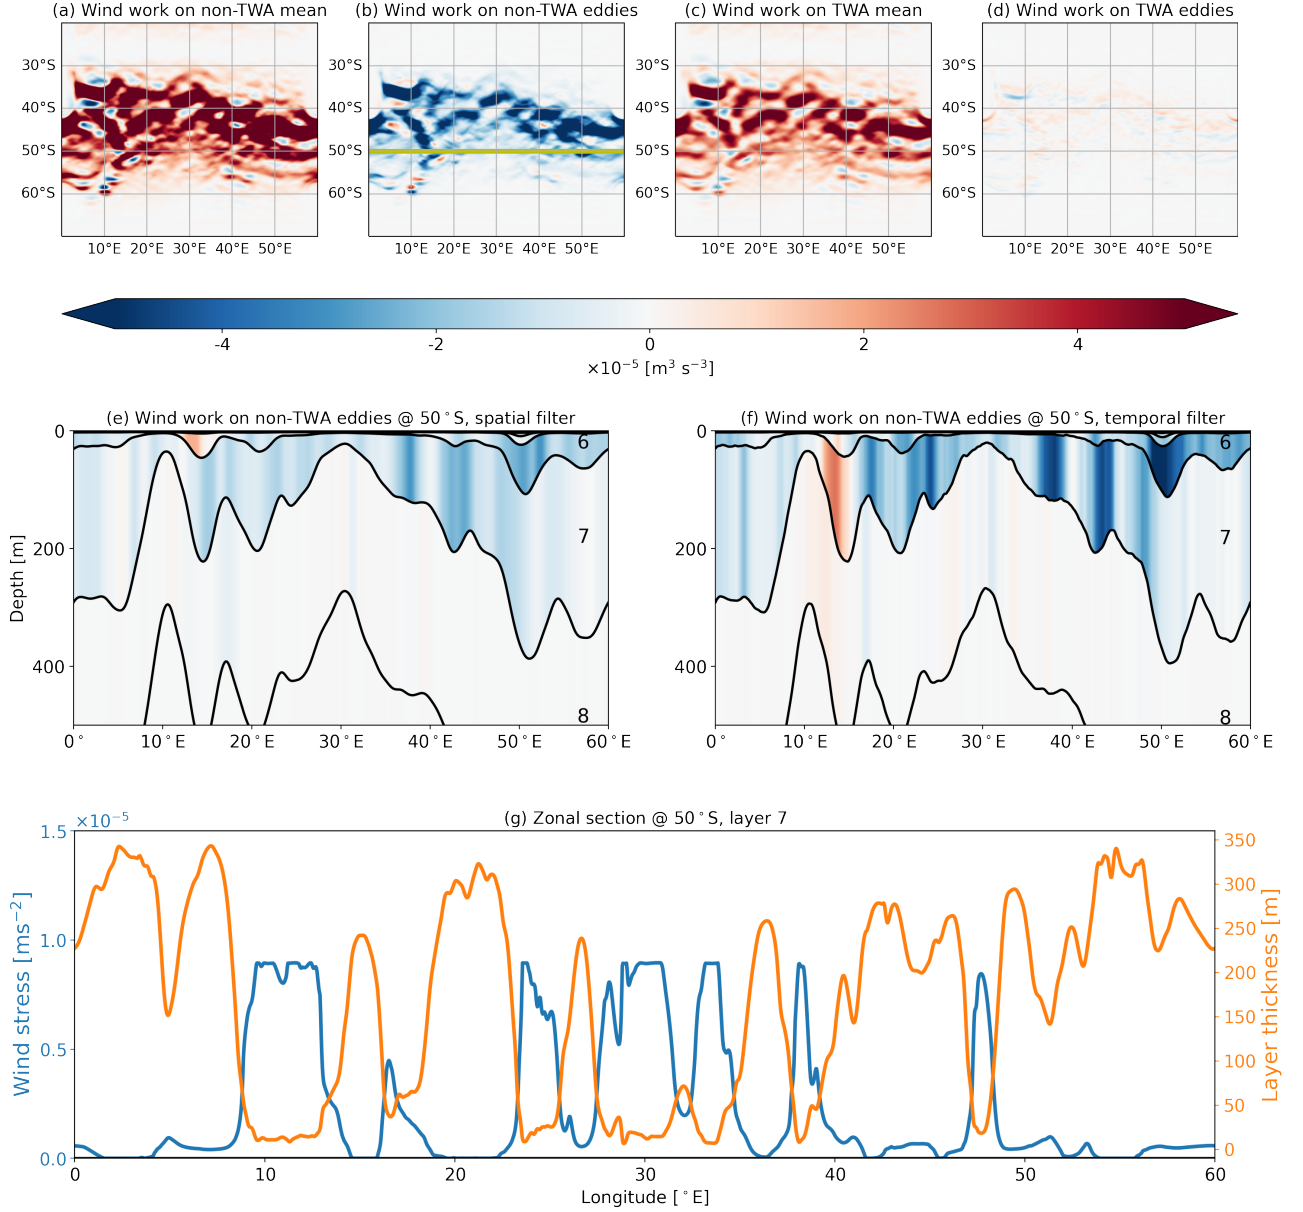 (a) Wind work on non-TWA mean
(b) Wind work on non-TWA eddies
(c) Wind work on TWA mean
(d) Wind work on TWA eddies
30°S
40°S
50°S
60°S
10°E 20°E 30°E 40°E 50°E
30°S
40°S
50°S
60°S
10°E 20°E 30°E 40°E 50°E
30°S
40°S
50°S
60°S
10°E 20°E 30°E 40°E 50°E
30°S
40°S
50°S
60°S
10°E 20°E 30°E 40°E 50°E
-4 -2 0 2 4
×10⁻⁵ [m³ s⁻³]
(e) Wind work on non-TWA eddies @ 50°S, spatial filter
0
200
400
Depth [m]
6
7
8
0° 10°E 20°E 30°E 40°E 50°E 60°E
(f) Wind work on non-TWA eddies @ 50°S, temporal filter
0
200
400
6
7
8
0° 10°E 20°E 30°E 40°E 50°E 60°E
(g) Zonal section @ 50°S, layer 7
×10⁻⁵
1.5
1.0
0.5
0.0
Wind stress [ms⁻²]
350
300
250
200
150
100
50
0
Layer thickness [m]
0 10 20 30 40 50 60
Longitude [°E]